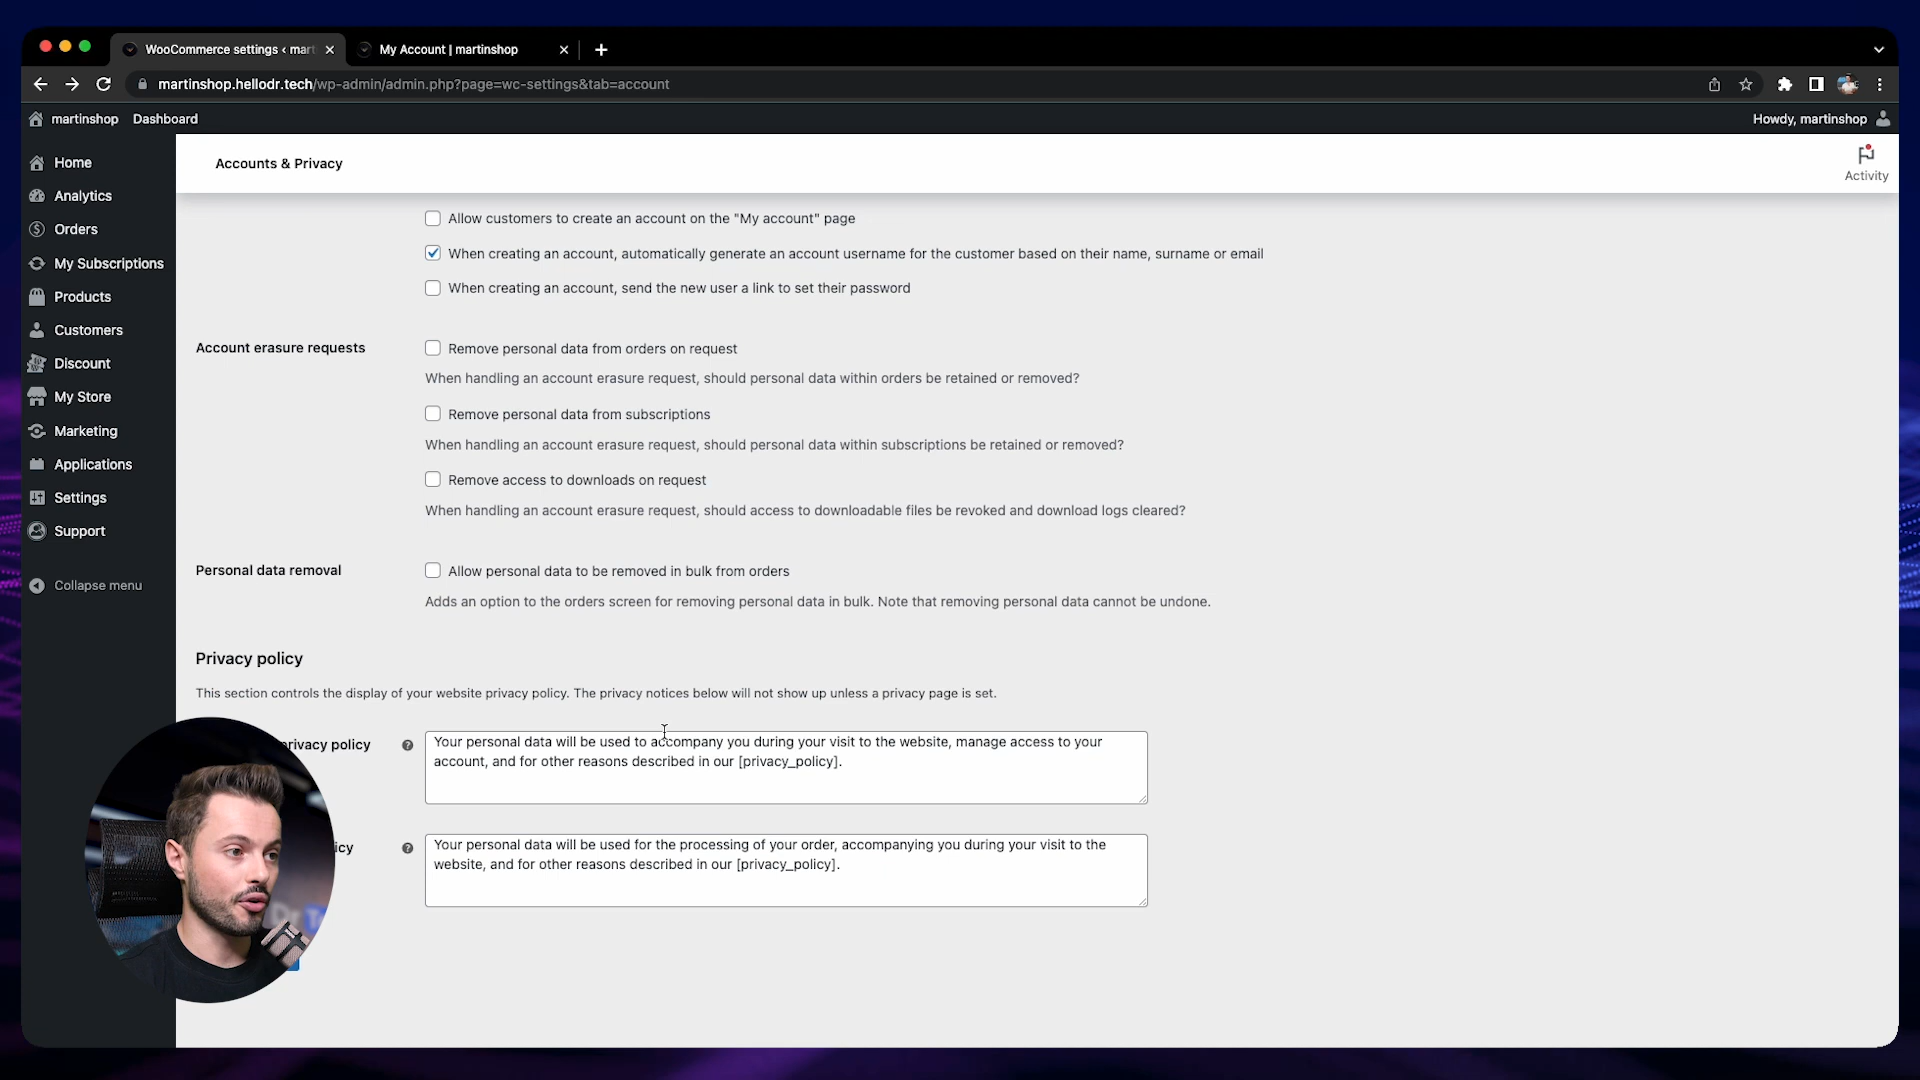 WooCommerce settings ‹ mart
My Account | martinshop
martinshop.hellodr.tech/wp-admin/admin.php?page=wc-settings&tab=account
martinshop Dashboard
Howdy, martinshop
Home
Analytics
Orders
My Subscriptions
Products
Customers
Discount
My Store
Marketing
Applications
Settings
Support
Collapse menu
Accounts & Privacy
Activity
Allow customers to create an account on the "My account" page
When creating an account, automatically generate an account username for the customer based on their name, surname or email
When creating an account, send the new user a link to set their password
Account erasure requests
Remove personal data from orders on request
When handling an account erasure request, should personal data within orders be retained or removed?
Remove personal data from subscriptions
When handling an account erasure request, should personal data within subscriptions be retained or removed?
Remove access to downloads on request
When handling an account erasure request, should access to downloadable files be revoked and download logs cleared?
Personal data removal
Allow personal data to be removed in bulk from orders
Adds an option to the orders screen for removing personal data in bulk. Note that removing personal data cannot be undone.
Privacy policy
This section controls the display of your website privacy policy. The privacy notices below will not show up unless a privacy page is set.
rivacy policy
Your personal data will be used to accompany you during your visit to the website, manage access to your
account, and for other reasons described in our [privacy_policy].
icy
Your personal data will be used for the processing of your order, accompanying you during your visit to the
website, and for other reasons described in our [privacy_policy].